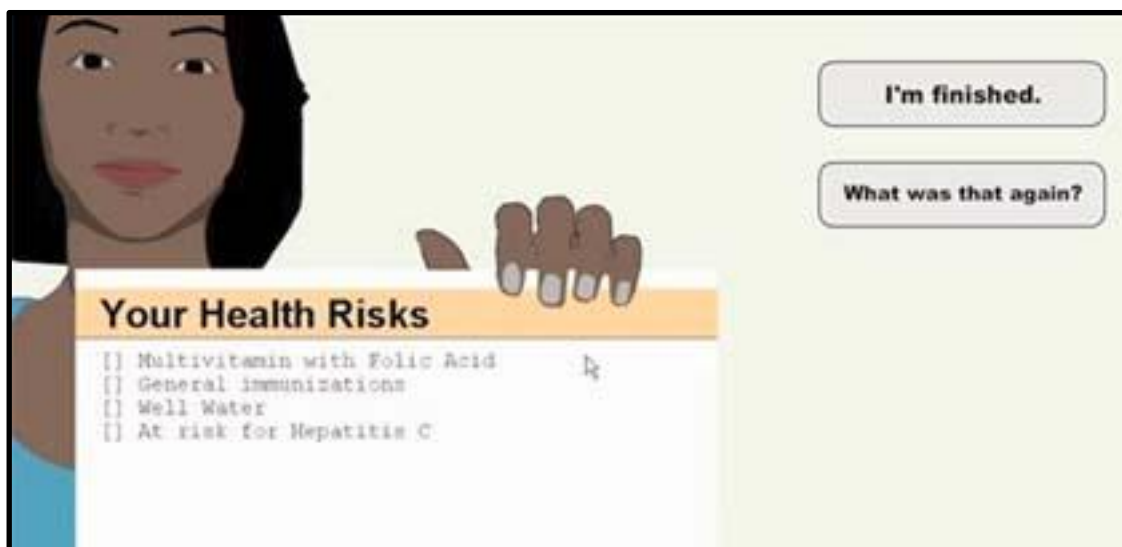 I'm finished.
What was that again?
Your Health Risks
[] Multivitamin with Folic Acid
[] General immunizations
[] Well Water
[] At risk for Hepatitis C